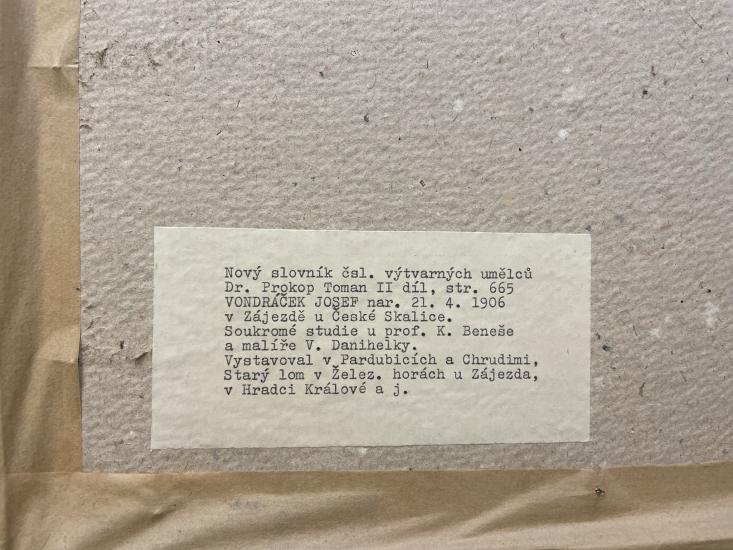 Nový slovník čsl. výtvarných umělců
Dr. Prokop Toman II díl, str. 665
VONDRÁČEK JOSEF nar. 21. 4. 1906
v Zájezdě u České Skalice.
Soukromé studie u prof. K. Beneše
a malíře V. Danihelky.
Vystavoval v Pardubicích a Chrudimi,
Starý lom v Želez. horách u Zájezda,
v Hradci Králové a j.